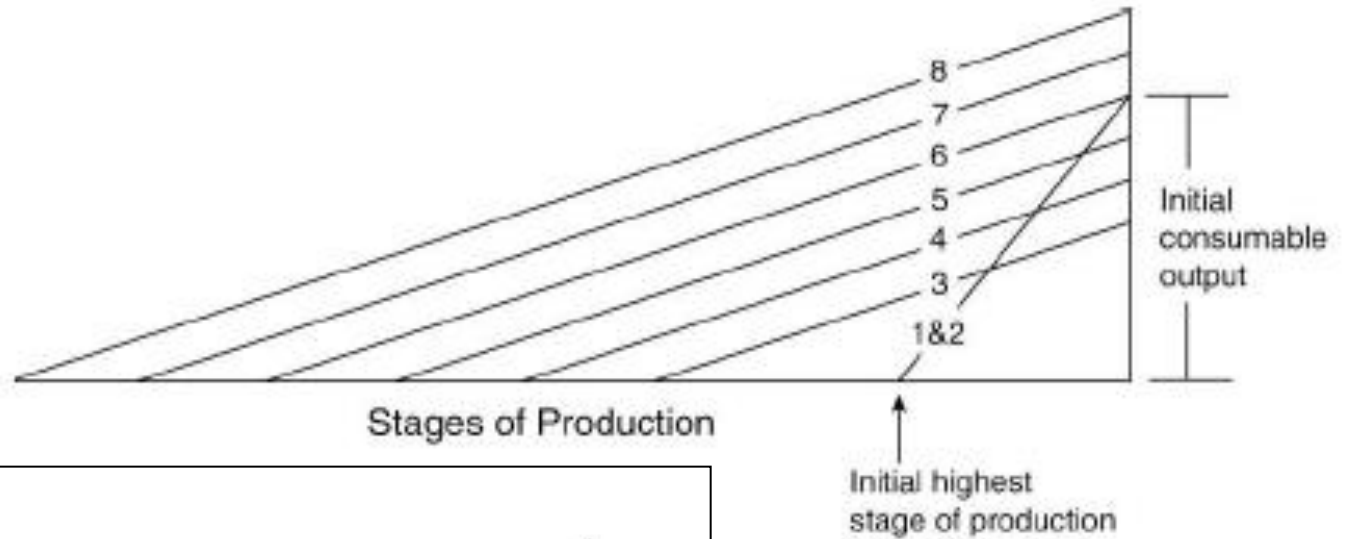 8
7
6
5
4
3
1&2
Initial
consumable
output
Stages of Production
Initial highest
stage of production